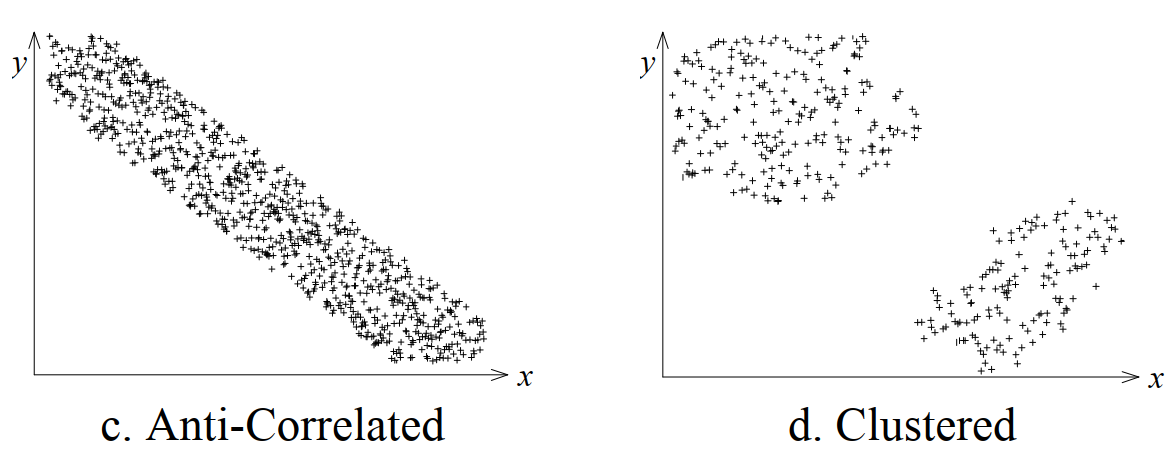 y
x
c. Anti-Correlated
y
x
d. Clustered